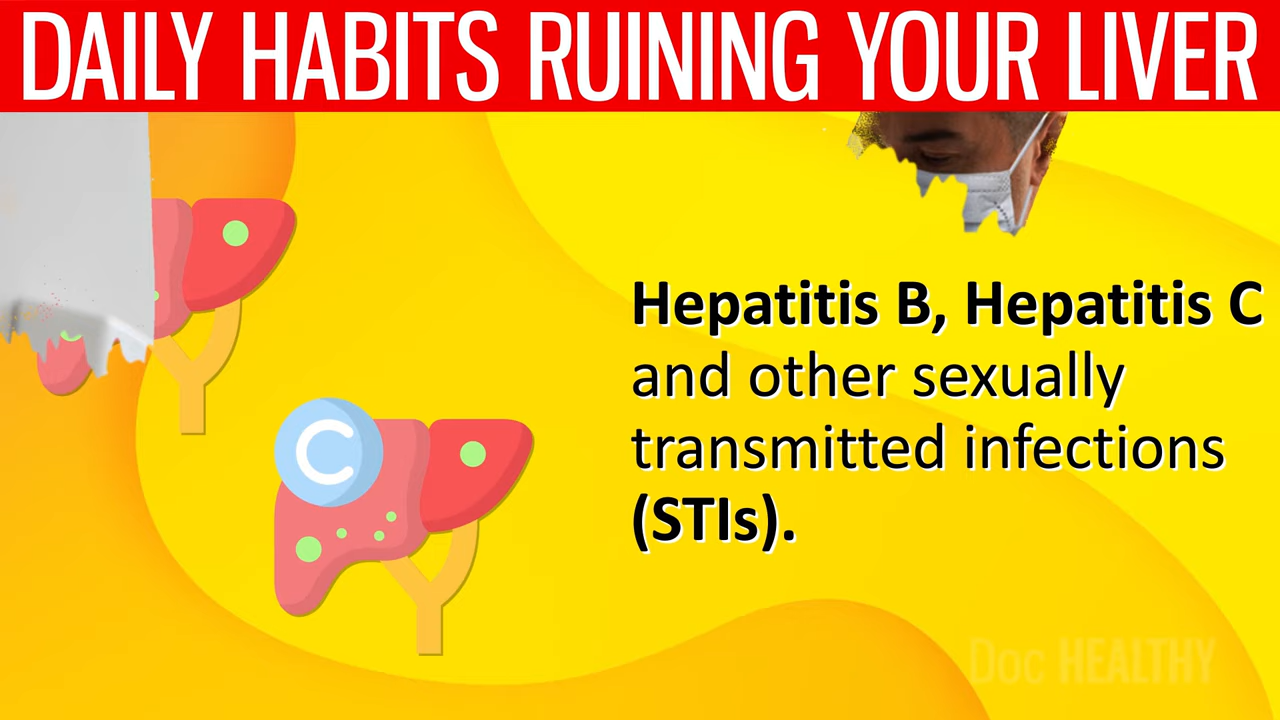 DAILY HABITS RUINING YOUR LIVER
Hepatitis B, Hepatitis C
and other sexually
transmitted infections
(STIs).
C
Doc HEALTHY